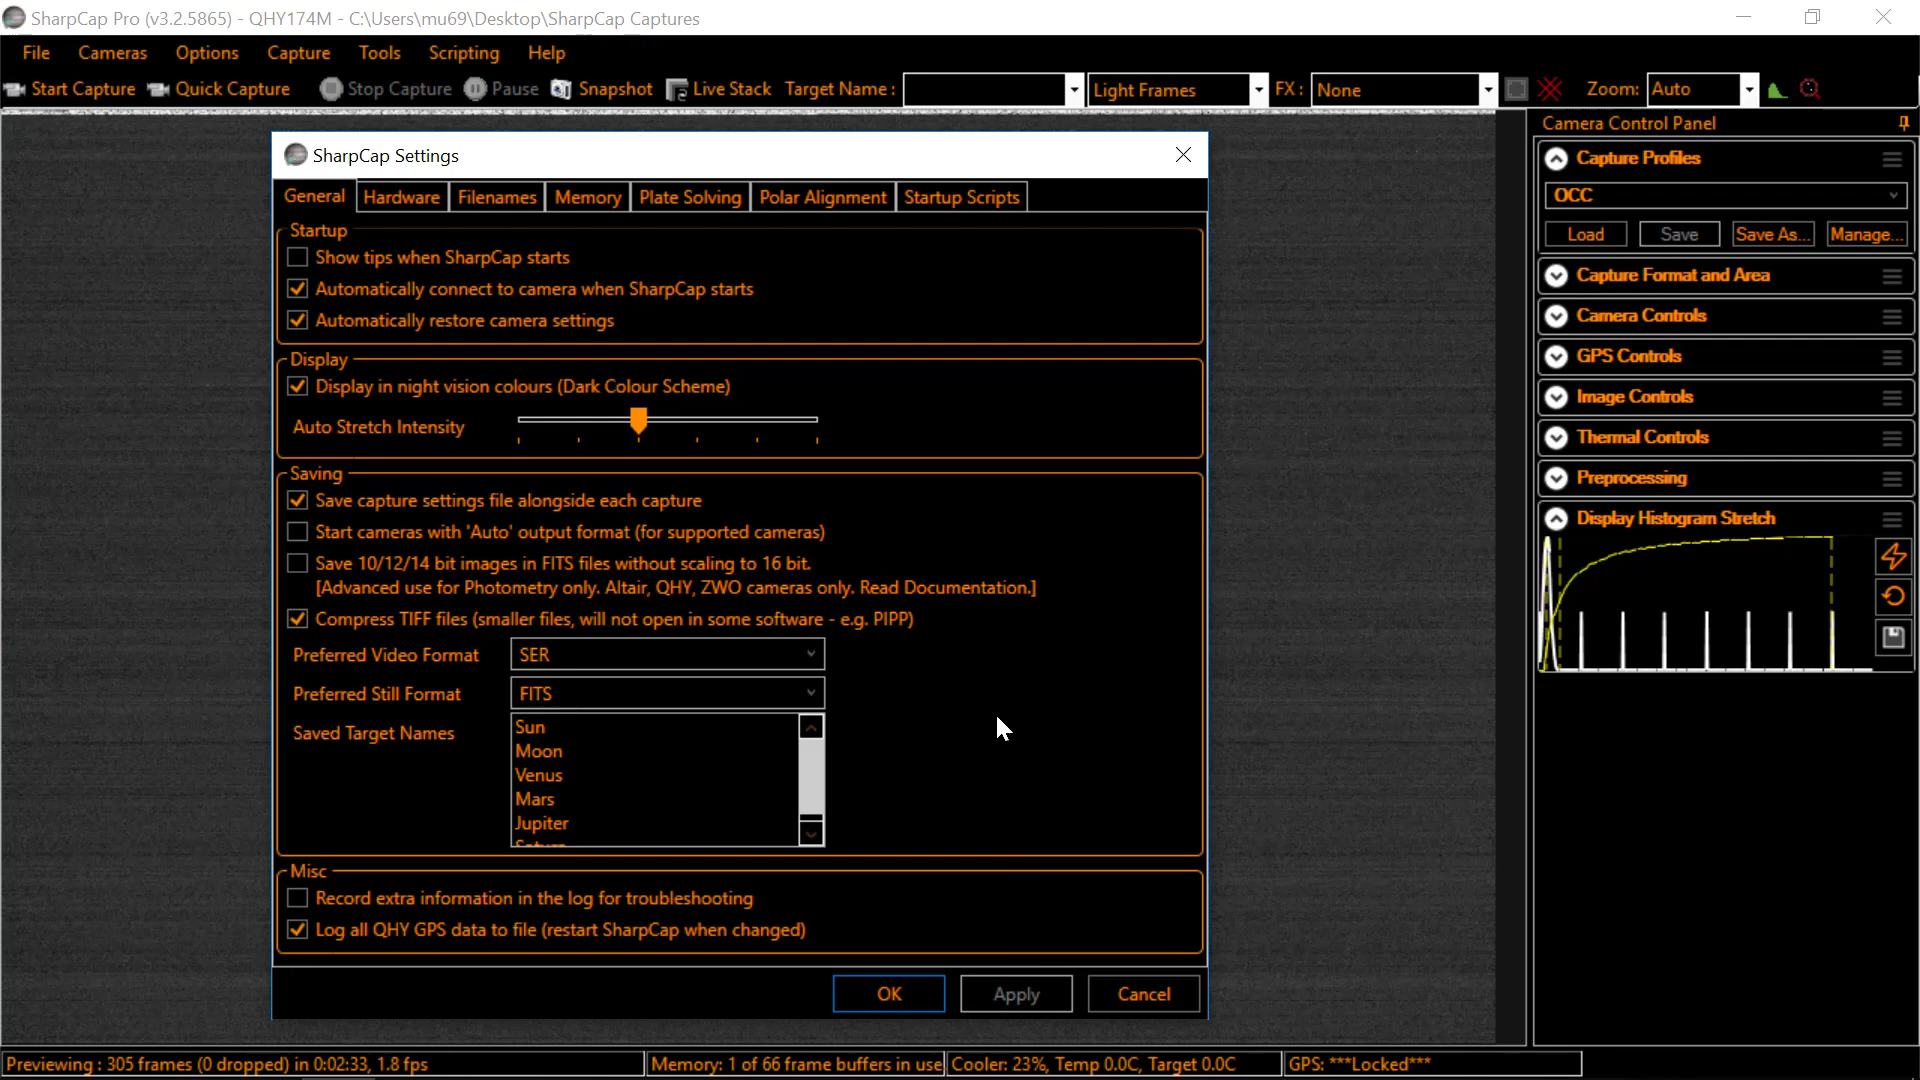 SharpCap Pro (v3.2.5865) - QHY174M - C:\Users\mu69\Desktop\SharpCap Captures
File Cameras Options Capture Tools Scripting Help
Start Capture Quick Capture Stop Capture Pause Snapshot Live Stack Target Name : Light Frames FX : None Zoom: Auto
Camera Control Panel
Capture Profiles
OCC
Load Save Save As... Manage...
Capture Format and Area
Camera Controls
GPS Controls
Image Controls
Thermal Controls
Preprocessing
Display Histogram Stretch
SharpCap Settings
General Hardware Filenames Memory Plate Solving Polar Alignment Startup Scripts
Startup
Show tips when SharpCap starts
Automatically connect to camera when SharpCap starts
Automatically restore camera settings
Display
Display in night vision colours (Dark Colour Scheme)
Auto Stretch Intensity
Saving
Save capture settings file alongside each capture
Start cameras with 'Auto' output format (for supported cameras)
Save 10/12/14 bit images in FITS files without scaling to 16 bit.
[Advanced use for Photometry only. Altair, QHY, ZWO cameras only. Read Documentation.]
Compress TIFF files (smaller files, will not open in some software - e.g. PIPP)
Preferred Video Format SER
Preferred Still Format FITS
Saved Target Names
Sun
Moon
Venus
Mars
Jupiter
Misc
Record extra information in the log for troubleshooting
Log all QHY GPS data to file (restart SharpCap when changed)
OK Apply Cancel
Previewing : 305 frames (0 dropped) in 0:02:33, 1.8 fps Memory: 1 of 66 frame buffers in use Cooler: 23%, Temp 0.0C, Target 0.0C GPS: ***Locked***